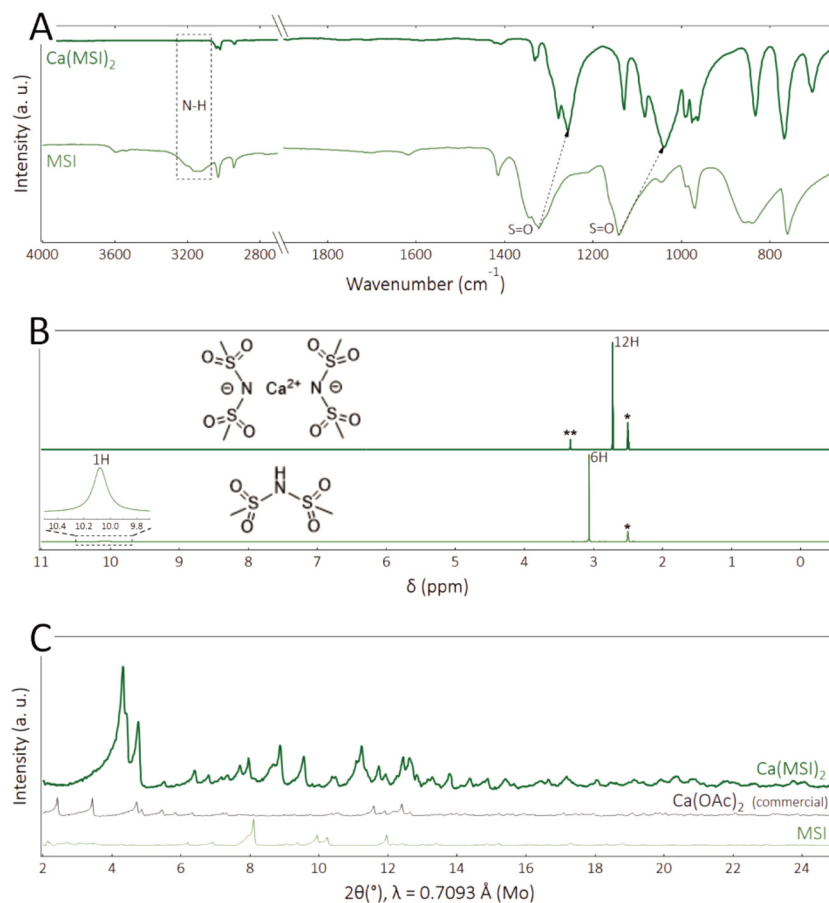 A
Ca(MSI)₂
N-H
MSI
S=O S=O
Intensity (a. u.)
4000 3600 3200 2800 1800 1600 1400 1200 1000 800
Wavenumber (cm⁻¹)
B
12H
O O O O
S S
⊖ N Ca²⁺ N ⊖
S S
O O O O
** *
1H
10.4 10.2 10.0 9.8
6H
H
O N O
S S
O O
*
11 10 9 8 7 6 5 4 3 2 1 0
δ (ppm)
C
Intensity (a. u.)
Ca(MSI)₂
Ca(OAc)₂ (commercial)
MSI
2 4 6 8 10 12 14 16 18 20 22 24
2θ(°), λ = 0.7093 Å (Mo)